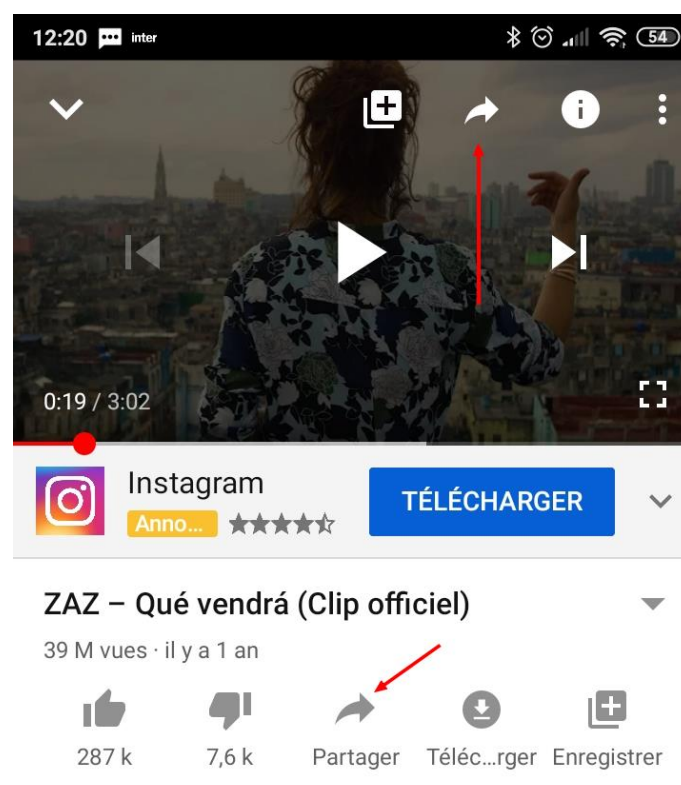 12:20 inter 54
0:19 / 3:02
Instagram
Anno...
TÉLÉCHARGER
ZAZ – Qué vendrá (Clip officiel)
39 M vues · il y a 1 an
287 k 7,6 k Partager Téléc...rger Enregistrer